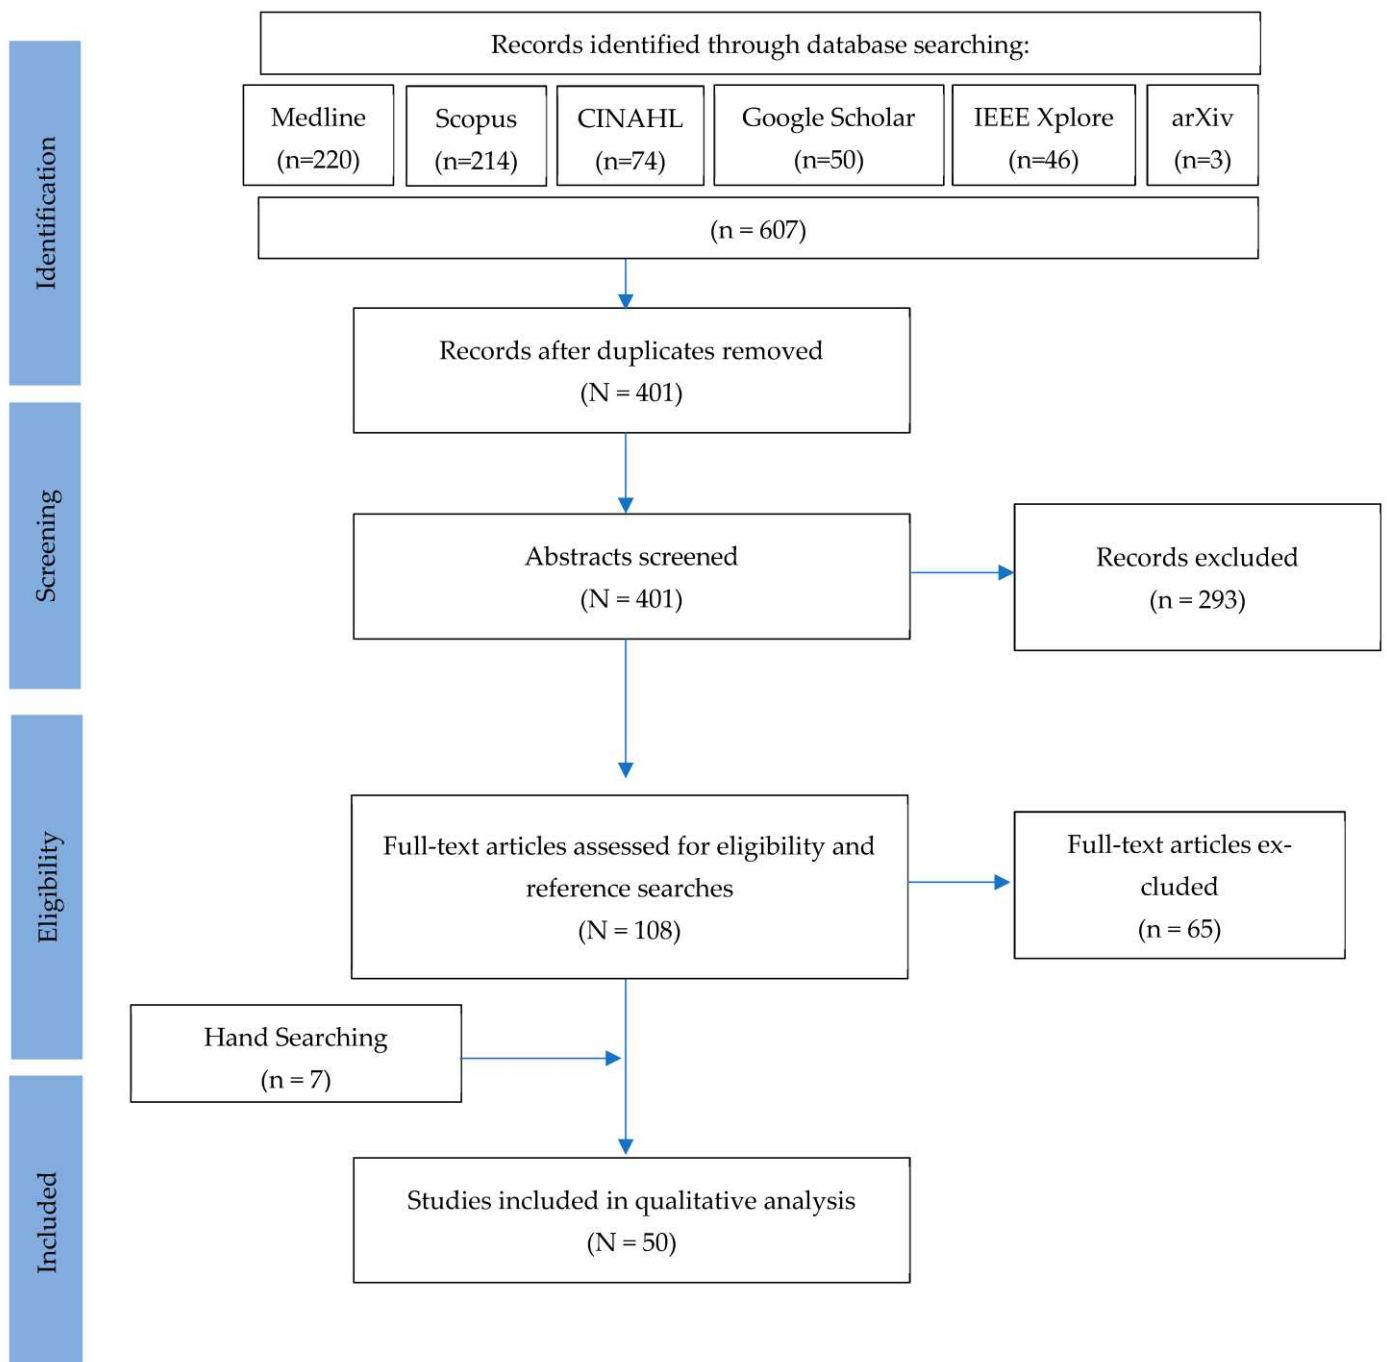 Records identified through database searching:
Medline
(n=220)
Scopus
(n=214)
CINAHL
(n=74)
Google Scholar
(n=50)
IEEE Xplore
(n=46)
arXiv
(n=3)
(n = 607)
Identification
Records after duplicates removed
(N = 401)
Screening
Abstracts screened
(N = 401)
Records excluded
(n = 293)
Eligibility
Full-text articles assessed for eligibility and
reference searches
(N = 108)
Full-text articles ex-
cluded
(n = 65)
Hand Searching
(n = 7)
Included
Studies included in qualitative analysis
(N = 50)